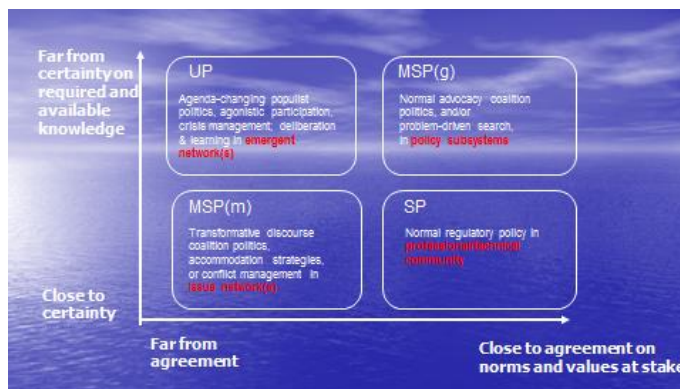 Far from
certainty on
required and
available
knowledge
UP
Agenda-changing populist
politics, agonistic participation,
crisis management; deliberation
& learning in emergent
network(s)
MSP(g)
Normal advocacy coalition
politics, and/or
problem-driven search,
in policy subsystems
MSP(m)
Transformative discourse
coalition politics,
accommodation strategies,
or conflict management in
issue network(s)
SP
Normal regulatory policy in
professional/technical
community
Close to
certainty
Far from
agreement
Close to agreement on
norms and values at stake